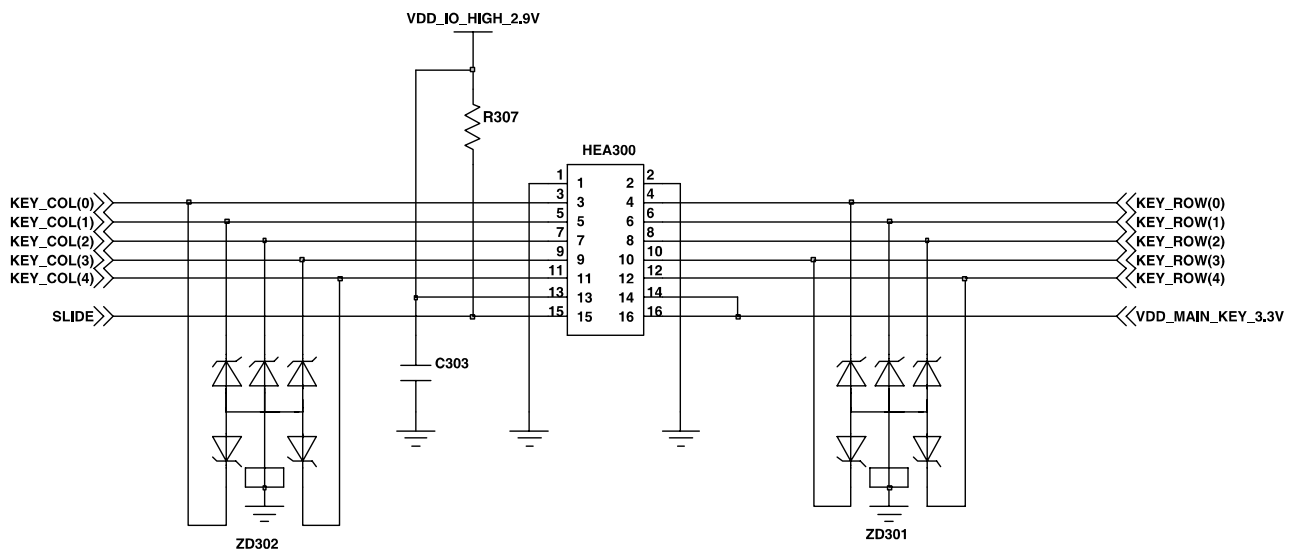 VDD_IO_HIGH_2.9V
R307
HEA300
1 1 2 2
KEY_COL(0) 3 3 4 4 KEY_ROW(0)
KEY_COL(1) 5 5 6 6 KEY_ROW(1)
KEY_COL(2) 7 7 8 8 KEY_ROW(2)
KEY_COL(3) 9 9 10 10 KEY_ROW(3)
KEY_COL(4) 11 11 12 12 KEY_ROW(4)
13 13 14 14
SLIDE 15 15 16 16 VDD_MAIN_KEY_3.3V
C303
ZD302
ZD301